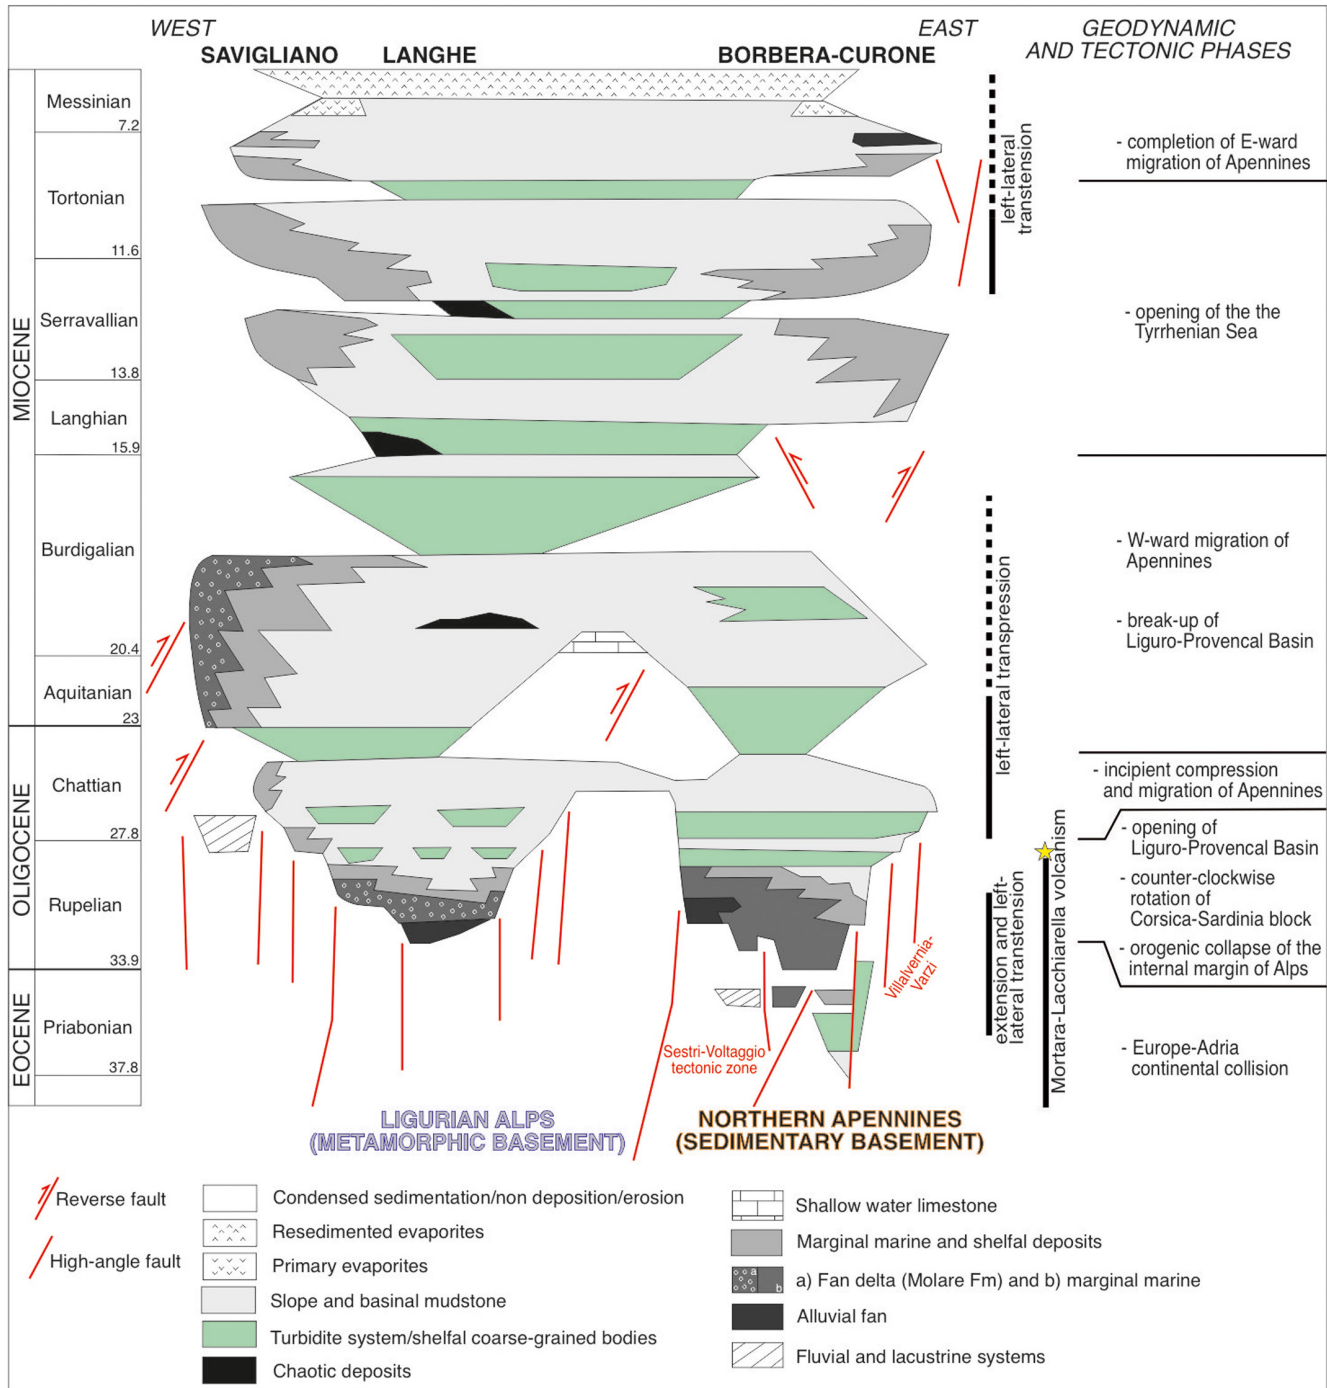 WEST
EAST
GEODYNAMIC
AND TECTONIC PHASES
SAVIGLIANO
LANGHE
BORBERA-CURONE
MIOCENE
OLIGOCENE
EOCENE
Messinian
7.2
Tortonian
11.6
Serravallian
13.8
Langhian
15.9
Burdigalian
20.4
Aquitanian
23
Chattian
27.8
Rupelian
33.9
Priabonian
37.8
left-lateral
transtension
left-lateral transpression
extension and left-
lateral transtension
Mortara-Lacchiarella volcanism
- completion of E-ward
migration of Apennines
- opening of the the
Tyrrhenian Sea
- W-ward migration of
Apennines
- break-up of
Liguro-Provencal Basin
- incipient compression
and migration of Apennines
- opening of
Liguro-Provencal Basin
- counter-clockwise
rotation of
Corsica-Sardinia block
- orogenic collapse of the
internal margin of Alps
- Europe-Adria
continental collision
Villalvernia-
Varzi
Sestri-Voltaggio
tectonic zone
LIGURIAN ALPS
(METAMORPHIC BASEMENT)
NORTHERN APENNINES
(SEDIMENTARY BASEMENT)
Reverse fault
High-angle fault
Condensed sedimentation/non deposition/erosion
Resedimented evaporites
Primary evaporites
Slope and basinal mudstone
Turbidite system/shelfal coarse-grained bodies
Chaotic deposits
Shallow water limestone
Marginal marine and shelfal deposits
a
b
a) Fan delta (Molare Fm) and b) marginal marine
Alluvial fan
Fluvial and lacustrine systems